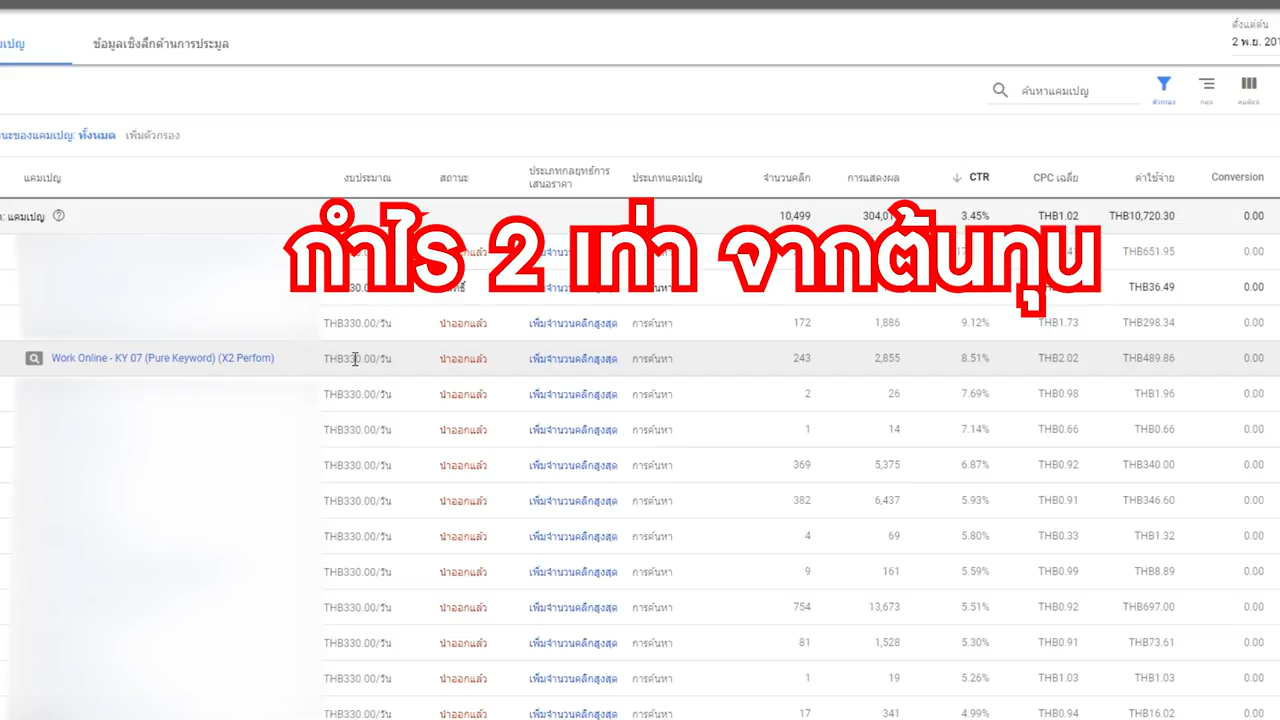 ข้อมูลเชิงลึกด้านการประมูล
ตั้งแต่ต้น
2 พ.ย. 201
ค้นหาแคมเปญ
ตัวกรอง
คอลัมน์
แคมเปญ: ทั้งหมด เพิ่มตัวกรอง
แคมเปญ งบประมาณ สถานะ ประเภทกลยุทธ์การเสนอราคา ประเภทแคมเปญ จำนวนคลิก การแสดงผล CTR CPC เฉลี่ย ค่าใช้จ่าย Conversion
แคมเปญ 10,499 3.45% THB1.02 THB10,720.30 0.00
กำไร 2 เท่า จากต้นทุน
THB651.95 0.00
THB36.49 0.00
THB330.00/วัน นำออกแล้ว เพิ่มจำนวนคลิกสูงสุด การค้นหา 172 1,886 9.12% THB1.73 THB298.34 0.00
Work Online - KY 07 (Pure Keyword) (X2 Perfom) THB330.00/วัน นำออกแล้ว เพิ่มจำนวนคลิกสูงสุด การค้นหา 243 2,855 8.51% THB2.02 THB489.86 0.00
THB330.00/วัน นำออกแล้ว เพิ่มจำนวนคลิกสูงสุด การค้นหา 2 26 7.69% THB0.98 THB1.96 0.00
THB330.00/วัน นำออกแล้ว เพิ่มจำนวนคลิกสูงสุด การค้นหา 1 14 7.14% THB0.66 THB0.66 0.00
THB330.00/วัน นำออกแล้ว เพิ่มจำนวนคลิกสูงสุด การค้นหา 369 5,375 6.87% THB0.92 THB340.00 0.00
THB330.00/วัน นำออกแล้ว เพิ่มจำนวนคลิกสูงสุด การค้นหา 382 6,437 5.93% THB0.91 THB346.60 0.00
THB330.00/วัน นำออกแล้ว เพิ่มจำนวนคลิกสูงสุด การค้นหา 4 69 5.80% THB0.33 THB1.32 0.00
THB330.00/วัน นำออกแล้ว เพิ่มจำนวนคลิกสูงสุด การค้นหา 9 161 5.59% THB0.99 THB8.89 0.00
THB330.00/วัน นำออกแล้ว เพิ่มจำนวนคลิกสูงสุด การค้นหา 754 13,673 5.51% THB0.92 THB697.00 0.00
THB330.00/วัน นำออกแล้ว เพิ่มจำนวนคลิกสูงสุด การค้นหา 81 1,528 5.30% THB0.91 THB73.61 0.00
THB330.00/วัน นำออกแล้ว เพิ่มจำนวนคลิกสูงสุด การค้นหา 1 19 5.26% THB1.03 THB1.03 0.00
THB330.00/วัน นำออกแล้ว เพิ่มจำนวนคลิกสูงสุด การค้นหา 17 341 4.99% THB0.94 THB16.02 0.00